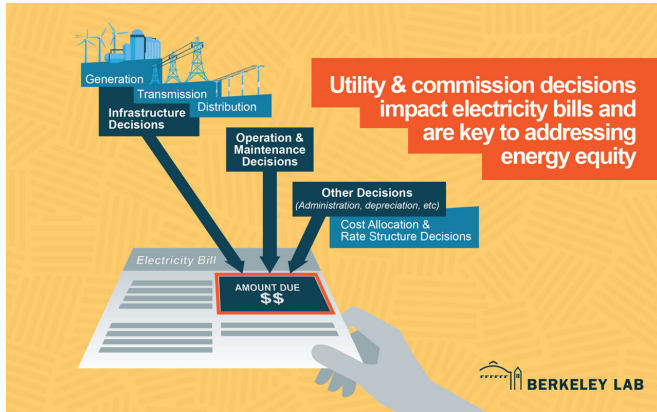 Generation
Transmission
Distribution
Infrastructure
Decisions
Utility & commission decisions
impact electricity bills and
are key to addressing
energy equity
Operation &
Maintenance
Decisions
Other Decisions
(Administration, depreciation, etc)
Cost Allocation &
Rate Structure Decisions
Electricity Bill
AMOUNT DUE
$$
BERKELEY LAB